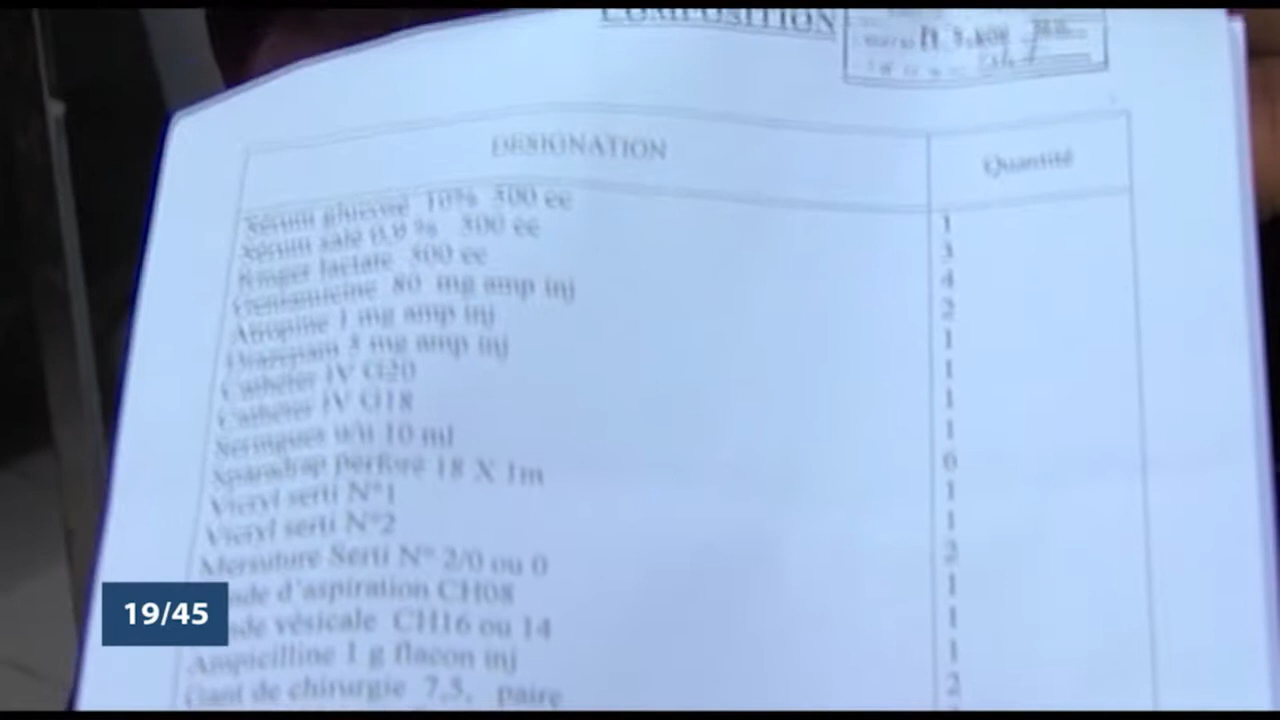 COMPOSITION
DESIGNATION
Quantité
Sérum glucosé 10% 500 cc
1
Sérum salé 0,9 % 500 cc
3
Ringer lactate 500 cc
4
Gentamicine 80 mg amp inj
2
Atropine 1 mg amp inj
1
5 mg amp inj
1
Cathéter IV G20
1
Cathéter IV G18
1
Seringues 10 ml
6
Sparadrap perforé 18 X 1m
1
Vicryl serti N°1
1
Vicryl serti N°2
2
Mersuture Serti N° 2/0 ou 0
1
nde d'aspiration CH08
1
nde vésicale CH16 ou 14
1
Ampicilline 1 g flacon inj
2
Gant de chirurgie 7.5, paire
19/45